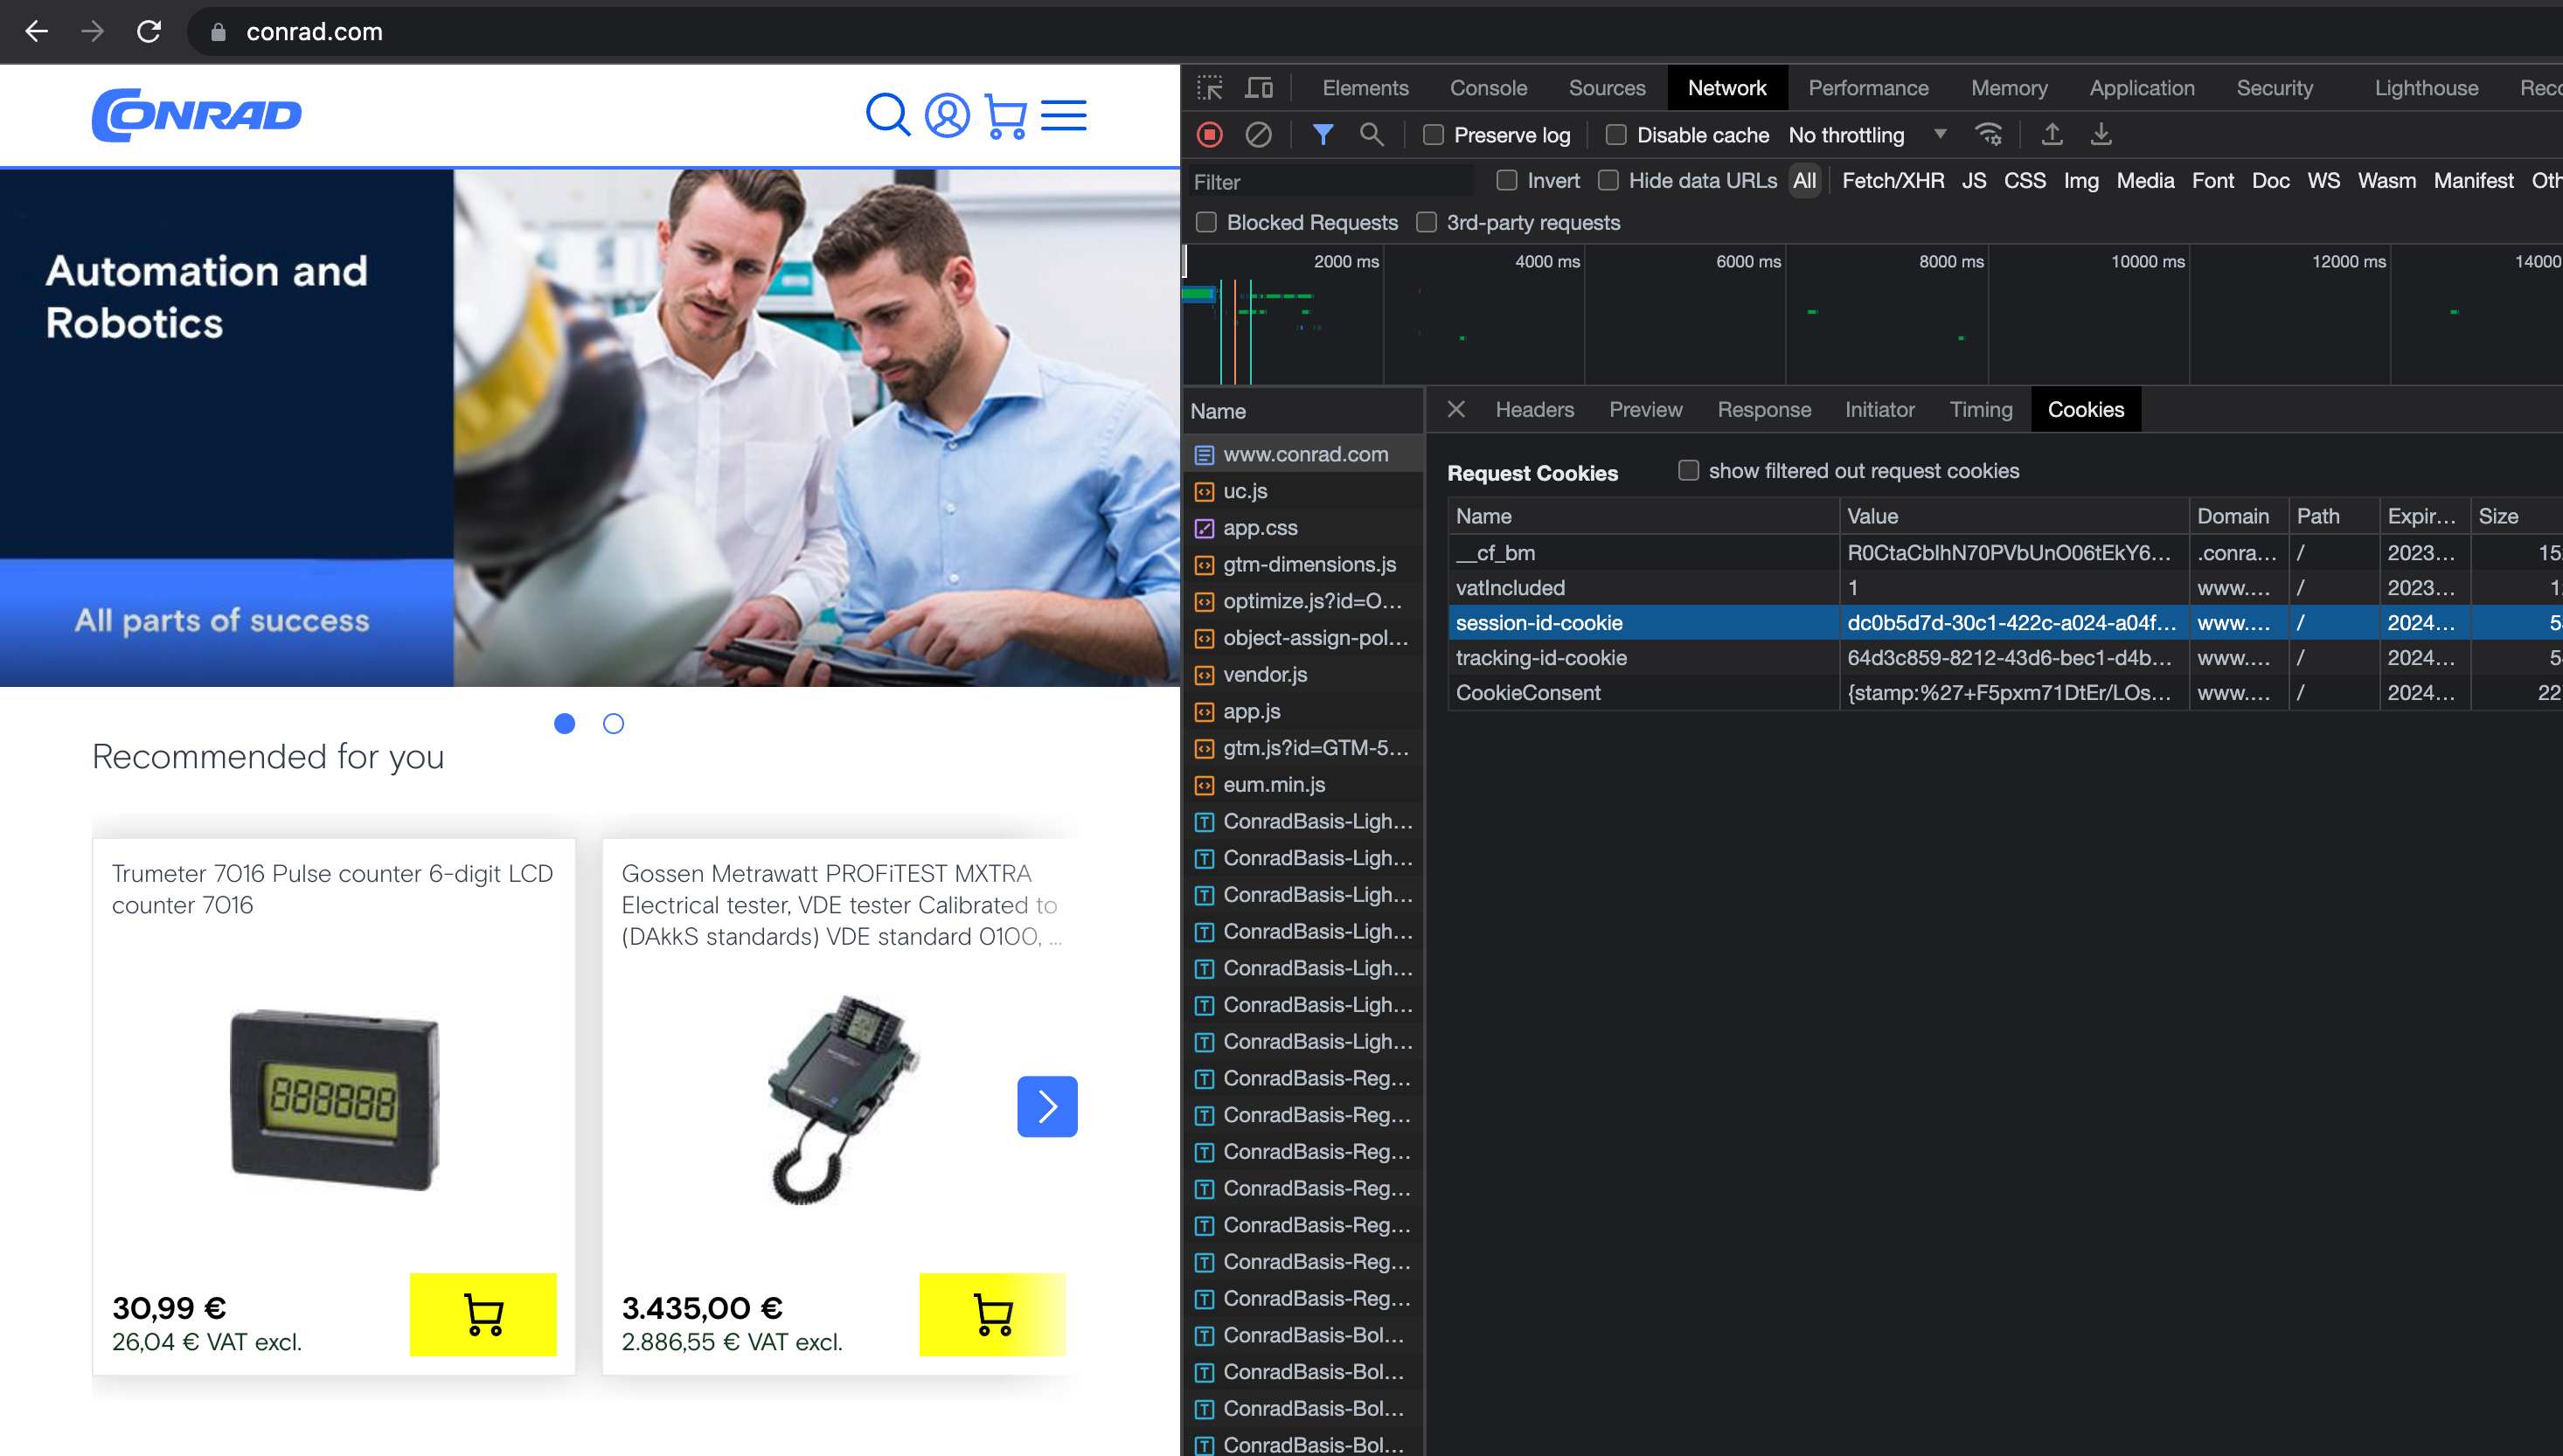 conrad.com
CONRAD
Automation and
Robotics
All parts of success
Recommended for you
Trumeter 7016 Pulse counter 6-digit LCD
counter 7016
888888
30,99 €
26,04 € VAT excl.
Gossen Metrawatt PROFiTEST MXTRA
Electrical tester, VDE tester Calibrated to
(DAkkS standards) VDE standard 0100, ...
3.435,00 €
2.886,55 € VAT excl.
Elements Console Sources Network Performance Memory Application Security Lighthouse Reco
Preserve log Disable cache No throttling
Filter Invert Hide data URLs All Fetch/XHR JS CSS Img Media Font Doc WS Wasm Manifest Oth
Blocked Requests 3rd-party requests
2000 ms 4000 ms 6000 ms 8000 ms 10000 ms 12000 ms 14000
Name
www.conrad.com
uc.js
app.css
gtm-dimensions.js
optimize.js?id=O...
object-assign-pol...
vendor.js
app.js
gtm.js?id=GTM-5...
eum.min.js
ConradBasis-Ligh...
ConradBasis-Ligh...
ConradBasis-Ligh...
ConradBasis-Ligh...
ConradBasis-Ligh...
ConradBasis-Ligh...
ConradBasis-Ligh...
ConradBasis-Reg...
ConradBasis-Reg...
ConradBasis-Reg...
ConradBasis-Reg...
ConradBasis-Reg...
ConradBasis-Reg...
ConradBasis-Reg...
ConradBasis-Bol...
ConradBasis-Bol...
ConradBasis-Bol...
ConradBasis-Bol...
Headers Preview Response Initiator Timing Cookies
Request Cookies show filtered out request cookies
Name Value Domain Path Expir... Size
__cf_bm R0CtaCblhN70PVbUnO06tEkY6... .conra... / 2023... 15
vatIncluded 1 www.... / 2023... 1
session-id-cookie dc0b5d7d-30c1-422c-a024-a04f... www.... / 2024... 5
tracking-id-cookie 64d3c859-8212-43d6-bec1-d4b... www.... / 2024... 5
CookieConsent {stamp:%27+F5pxm71DtEr/LOs... www.... / 2024... 22